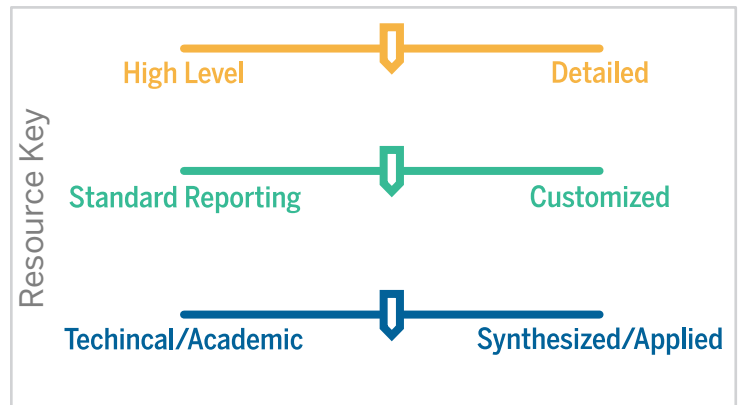 Resource Key
High Level
Detailed
Standard Reporting
Customized
Techincal/Academic
Synthesized/Applied